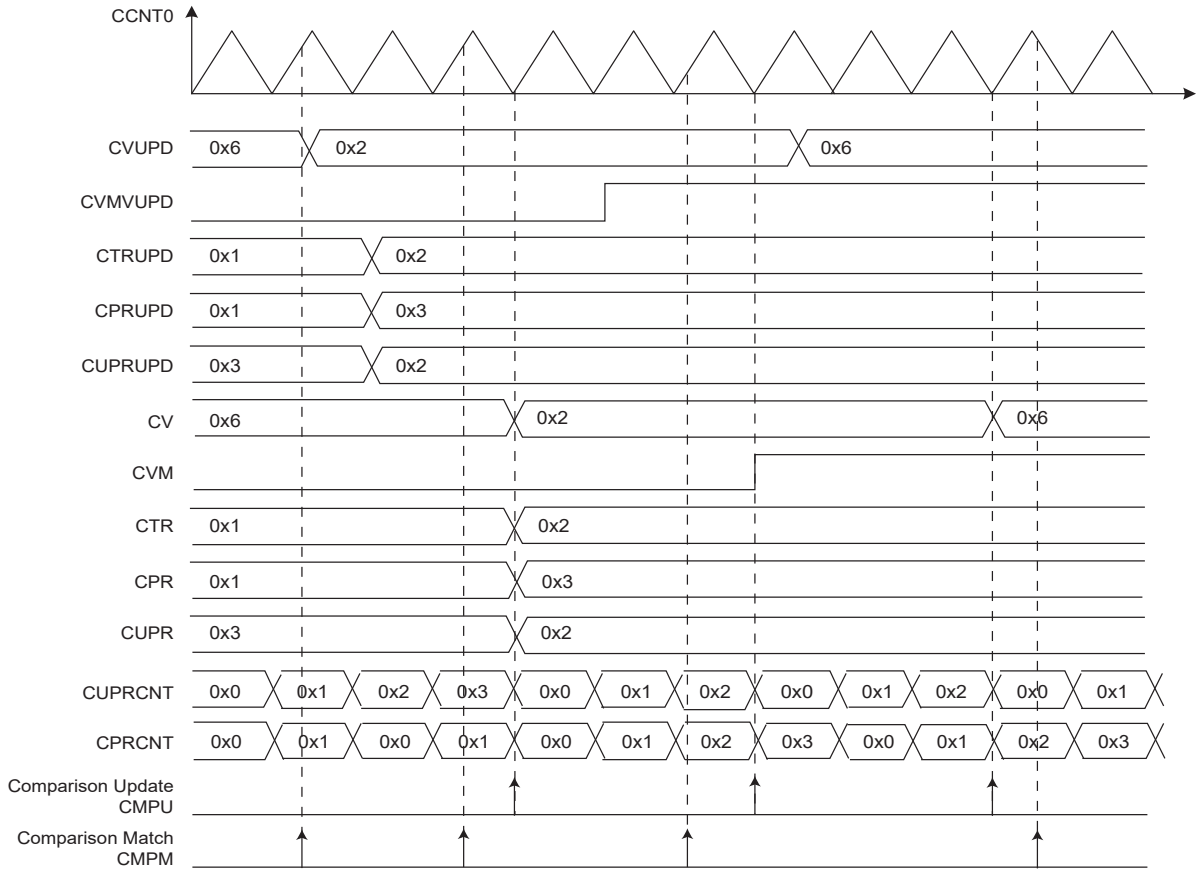 CCNT0
CVUPD 0x6 0x2 0x6
CVMVUPD
CTRUPD 0x1 0x2
CPRUPD 0x1 0x3
CUPRUPD 0x3 0x2
CV 0x6 0x2 0x6
CVM
CTR 0x1 0x2
CPR 0x1 0x3
CUPR 0x3 0x2
CUPRCNT 0x0 0x1 0x2 0x3 0x0 0x1 0x2 0x0 0x1 0x2 0x0 0x1
CPRCNT 0x0 0x1 0x0 0x1 0x0 0x1 0x2 0x3 0x0 0x1 0x2 0x3
Comparison Update
CMPU
Comparison Match
CMPM